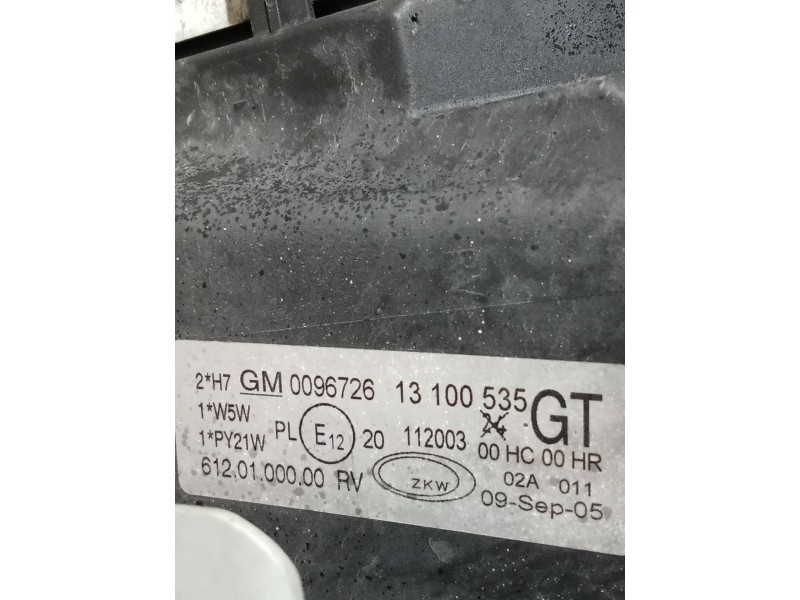 2*H7 GM 0096726 13 100 535 GT
1*W5W
1*PY21W PL E12 20 112003 00 HC 00 HR
612.01.000.00 RV ZKW 02A 011
09-Sep-05